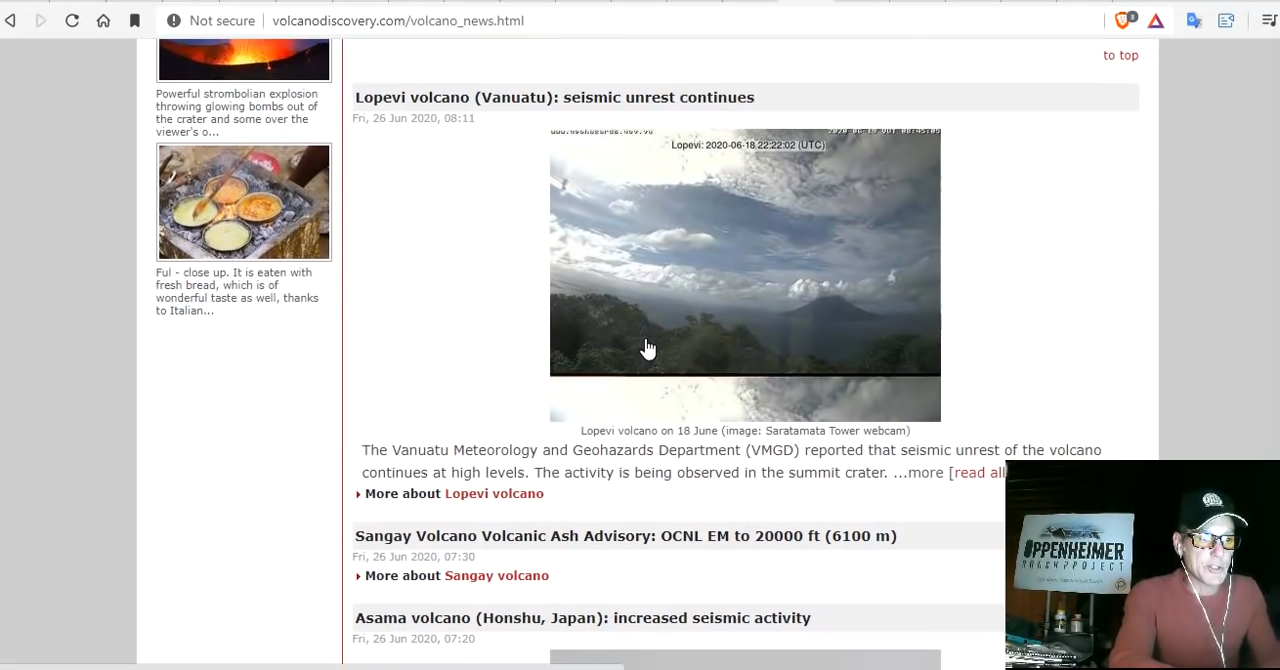 Not secure
volcanodiscovery.com/volcano_news.html
to top
Powerful strombolian explosion
throwing glowing bombs out of
the crater and some over the
viewer's o...
Ful - close up. It is eaten with
fresh bread, which is of
wonderful taste as well, thanks
to Italian...
Lopevi volcano (Vanuatu): seismic unrest continues
Fri, 26 Jun 2020, 08:11
Lopevi: 2020-06-18 22:22:02 (UTC)
Lopevi volcano on 18 June (image: Saratamata Tower webcam)
The Vanuatu Meteorology and Geohazards Department (VMGD) reported that seismic unrest of the volcano
continues at high levels. The activity is being observed in the summit crater. ...more [read all
More about Lopevi volcano
Sangay Volcano Volcanic Ash Advisory: OCNL EM to 20000 ft (6100 m)
Fri, 26 Jun 2020, 07:30
More about Sangay volcano
Asama volcano (Honshu, Japan): increased seismic activity
Fri, 26 Jun 2020, 07:20
OPPENHEIMER